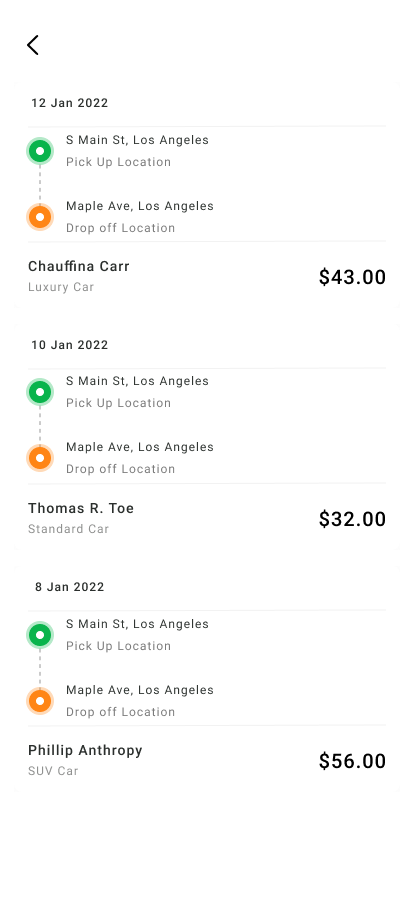 12 Jan 2022
S Main St, Los Angeles
Pick Up Location
Maple Ave, Los Angeles
Drop off Location
Chauffina Carr
Luxury Car
$43.00
10 Jan 2022
S Main St, Los Angeles
Pick Up Location
Maple Ave, Los Angeles
Drop off Location
Thomas R. Toe
Standard Car
$32.00
8 Jan 2022
S Main St, Los Angeles
Pick Up Location
Maple Ave, Los Angeles
Drop off Location
Phillip Anthropy
SUV Car
$56.00